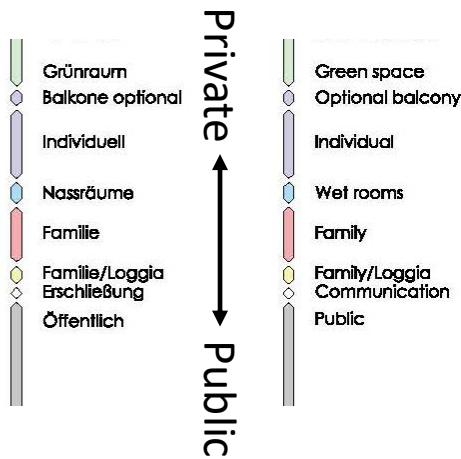 Grünraum
Balkone optional
Individuell
Nassräume
Familie
Familie/Loggia
Erschließung
Öffentlich
Private
Public
Green space
Optional balcony
Individual
Wet rooms
Family
Family/Loggia
Communication
Public